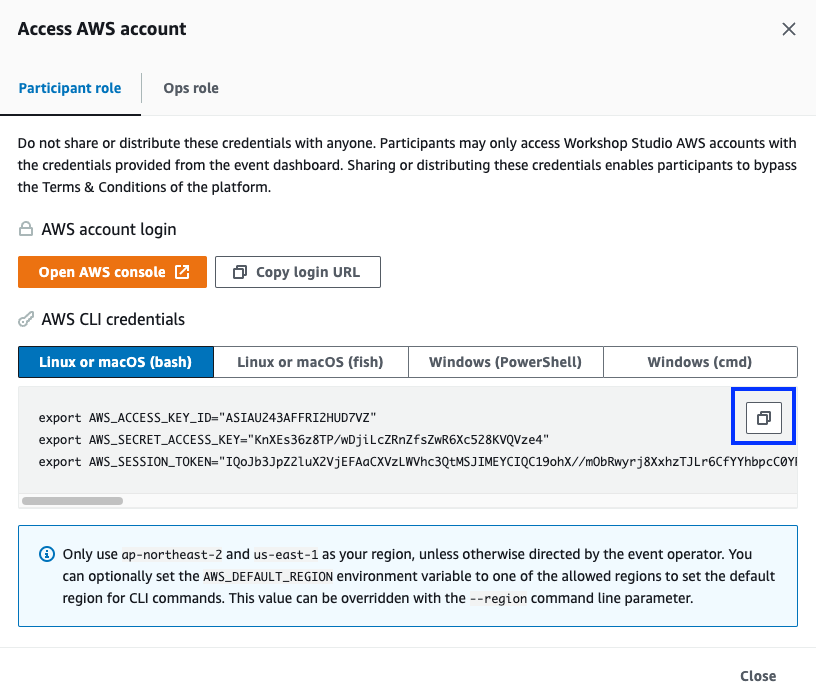 Access AWS account
Participant role
Ops role
Do not share or distribute these credentials with anyone. Participants may only access Workshop Studio AWS accounts with
the credentials provided from the event dashboard. Sharing or distributing these credentials enables participants to bypass
the Terms & Conditions of the platform.
AWS account login
Open AWS console
Copy login URL
AWS CLI credentials
Linux or macOS (bash)
Linux or macOS (fish)
Windows (PowerShell)
Windows (cmd)
export AWS_ACCESS_KEY_ID="ASIAU243AFFRIZHUD7VZ"
export AWS_SECRET_ACCESS_KEY="KnXEs36z8TP/wDjiLcZRnZfsZwR6Xc528KVQVze4"
export AWS_SESSION_TOKEN="IQoJb3JpZ2luX2VjEFAaCXVzLWVhc3QtMSJIMEYCIQC19ohX//mObRwyrj8XxhzTJLr6CfYYhbpcC0Y
Only use ap-northeast-2 and us-east-1 as your region, unless otherwise directed by the event operator. You
can optionally set the AWS_DEFAULT_REGION environment variable to one of the allowed regions to set the default
region for CLI commands. This value can be overridden with the --region command line parameter.
Close